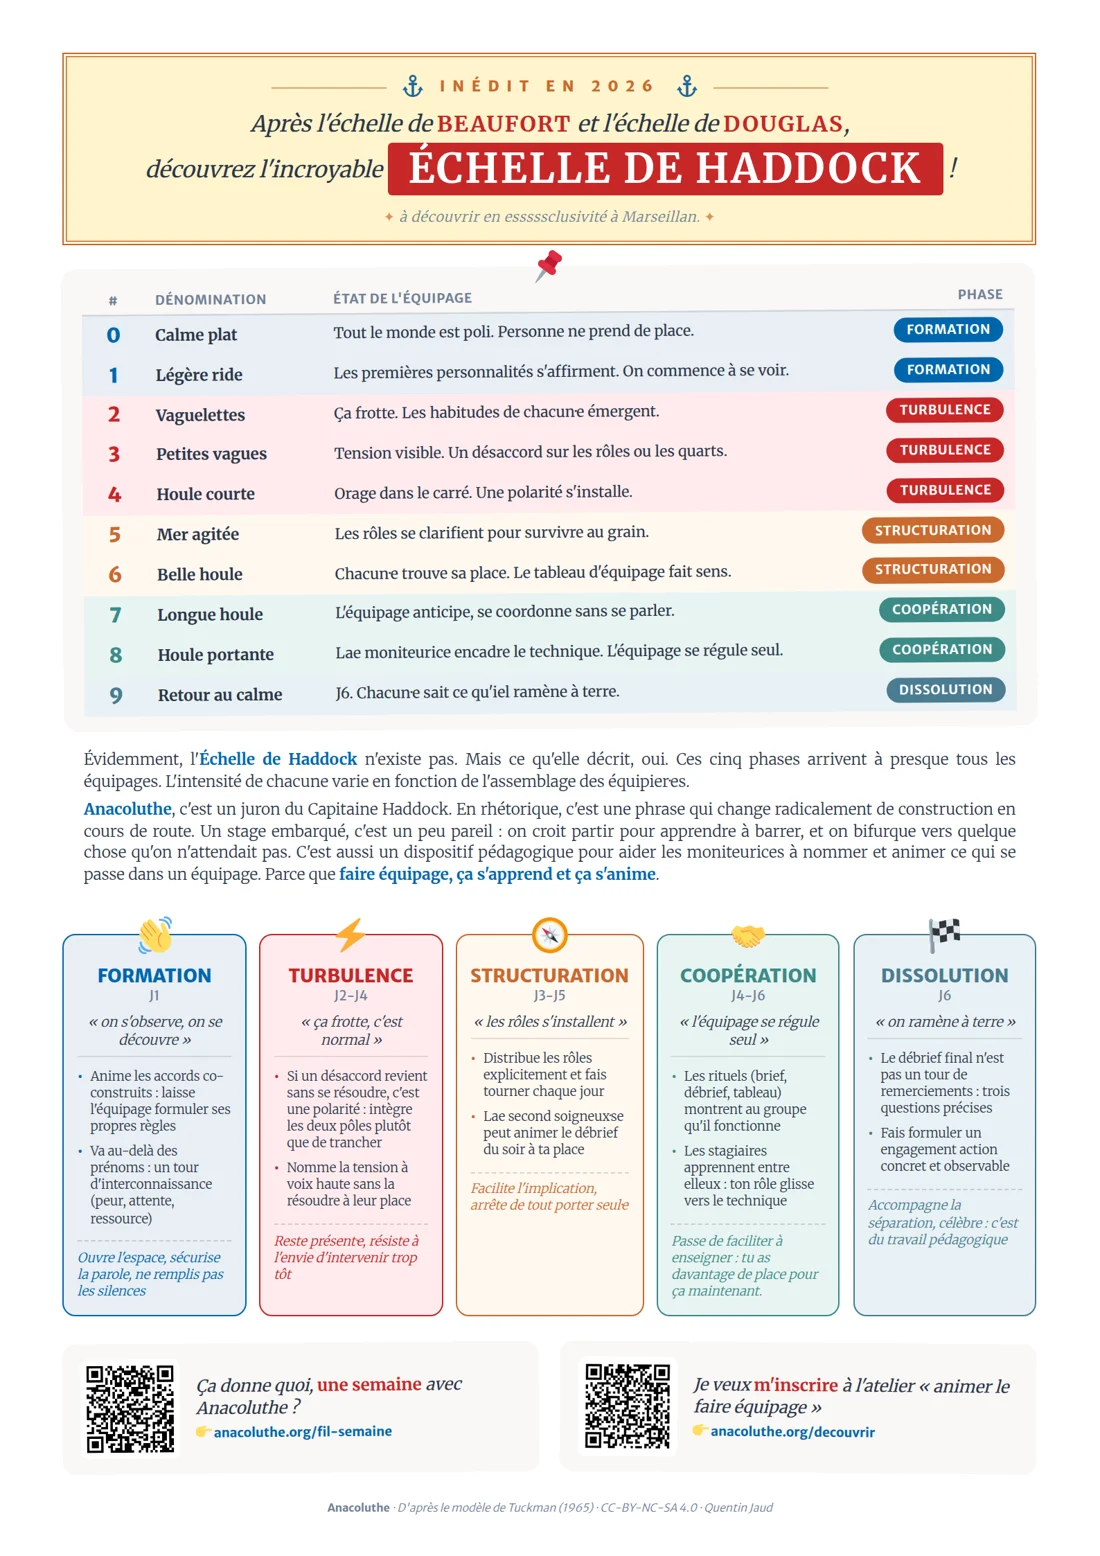 INÉDIT EN 2026
Après l'échelle de BEAUFORT et l'échelle de DOUGLAS,
découvrez l'incroyable ÉCHELLE DE HADDOCK !
✦ à découvrir en esssssclusivité à Marseillan. ✦
# DÉNOMINATION ÉTAT DE L'ÉQUIPAGE PHASE
0 Calme plat Tout le monde est poli. Personne ne prend de place. FORMATION
1 Légère ride Les premières personnalités s'affirment. On commence à se voir. FORMATION
2 Vaguelettes Ça frotte. Les habitudes de chacun·e émergent. TURBULENCE
3 Petites vagues Tension visible. Un désaccord sur les rôles ou les quarts. TURBULENCE
4 Houle courte Orage dans le carré. Une polarité s'installe. TURBULENCE
5 Mer agitée Les rôles se clarifient pour survivre au grain. STRUCTURATION
6 Belle houle Chacun·e trouve sa place. Le tableau d'équipage fait sens. STRUCTURATION
7 Longue houle L'équipage anticipe, se coordonne sans se parler. COOPÉRATION
8 Houle portante Lae moniteurice encadre le technique. L'équipage se régule seul. COOPÉRATION
9 Retour au calme J6. Chacun·e sait ce qu'iel ramène à terre. DISSOLUTION
Évidemment, l'Échelle de Haddock n'existe pas. Mais ce qu'elle décrit, oui. Ces cinq phases arrivent à presque tous les
équipages. L'intensité de chacune varie en fonction de l'assemblage des équipier·es.
Anacoluthe, c'est un juron du Capitaine Haddock. En rhétorique, c'est une phrase qui change radicalement de construction en
cours de route. Un stage embarqué, c'est un peu pareil : on croit partir pour apprendre à barrer, et on bifurque vers quelque
chose qu'on n'attendait pas. C'est aussi un dispositif pédagogique pour aider les moniteurices à nommer et animer ce qui se
passe dans un équipage. Parce que faire équipage, ça s'apprend et ça s'anime.
FORMATION
J1
« on s'observe, on se
découvre »
• Anime les accords co-
construits : laisse
l'équipage formuler ses
propres règles
• Va au-delà des
prénoms : un tour
d'interconnaissance
(peur, attente,
ressource)
Ouvre l'espace, sécurise
la parole, ne remplis pas
les silences
TURBULENCE
J2-J4
« ça frotte, c'est
normal »
• Si un désaccord revient
sans se résoudre, c'est
une polarité : intègre
les deux pôles plutôt
que de trancher
• Nomme la tension à
voix haute sans la
résoudre à leur place
Reste présent·e, résiste à
l'envie d'intervenir trop
tôt
STRUCTURATION
J3-J5
« les rôles s'installent »
• Distribue les rôles
explicitement et fais
tourner chaque jour
• Lae second soigneux·se
peut animer le débrief
du soir à ta place
Facilite l'implication,
arrête de tout porter seul·e
COOPÉRATION
J4-J6
« l'équipage se régule
seul »
• Les rituels (brief,
débrief, tableau)
montrent au groupe
qu'il fonctionne
• Les stagiaires
apprennent entre
elleux : ton rôle glisse
vers le technique
Passe de faciliter à
enseigner : tu as
davantage de place pour
ça maintenant.
DISSOLUTION
J6
« on ramène à terre »
• Le débrief final n'est
pas un tour de
remerciements : trois
questions précises
• Fais formuler un
engagement action
concret et observable
Accompagne la
séparation, célèbre : c'est
du travail pédagogique
Ça donne quoi, une semaine avec
Anacoluthe ?
👉anacoluthe.org/fil-semaine
Je veux m'inscrire à l'atelier « animer le
faire équipage »
👉anacoluthe.org/decouvrir
Anacoluthe · D'après le modèle de Tuckman (1965) · CC-BY-NC-SA 4.0 · Quentin Jaud